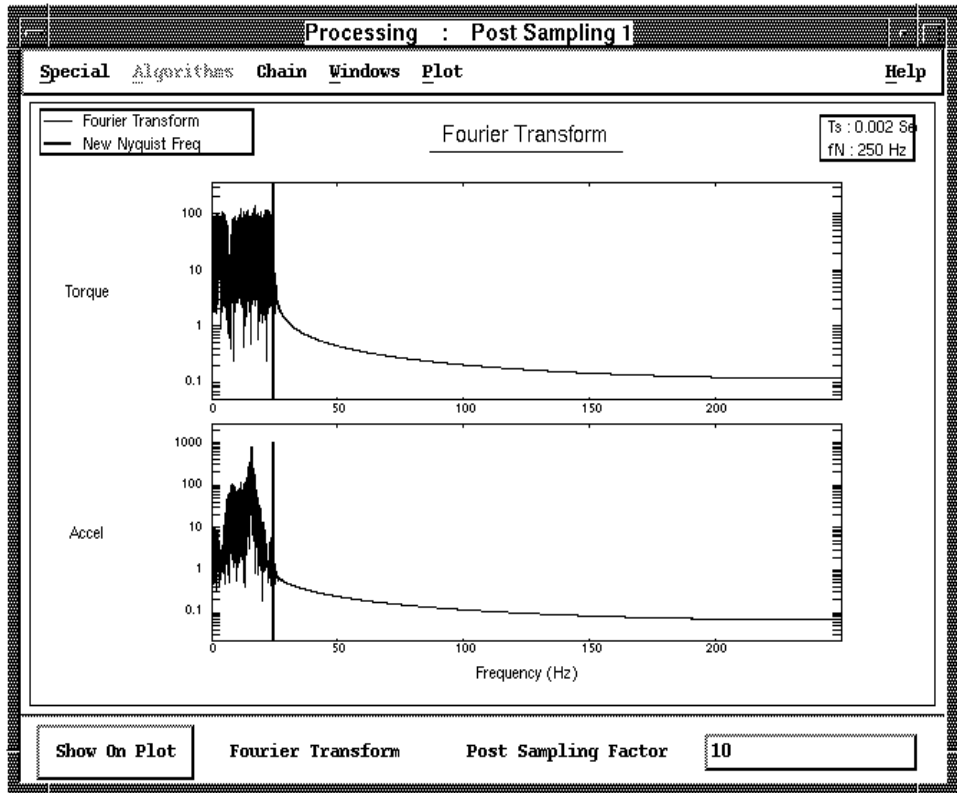 Processing : Post Sampling 1
Special Algorithms Chain Windows Plot Help
Fourier Transform
New Nyquist Freq
Fourier Transform
Ts : 0.002 Se
fN : 250 Hz
100
10
1
0.1
Torque
0 50 100 150 200
1000
100
10
1
0.1
Accel
0 50 100 150 200
Frequency (Hz)
Show On Plot Fourier Transform Post Sampling Factor 10